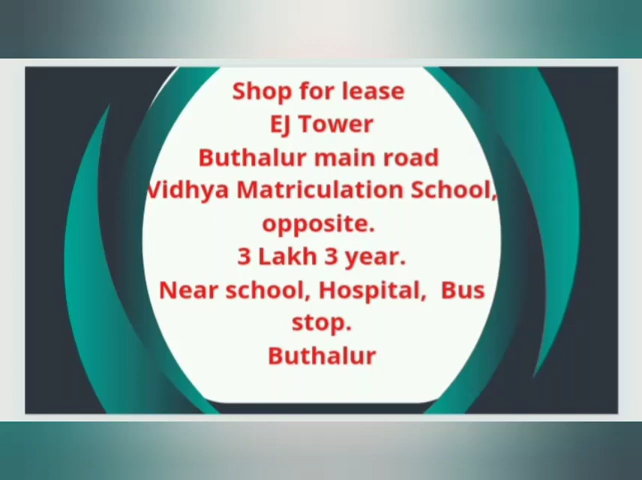 Shop for lease
EJ Tower
Buthalur main road
Vidhya Matriculation School,
opposite.
3 Lakh 3 year.
Near school, Hospital, Bus
stop.
Buthalur